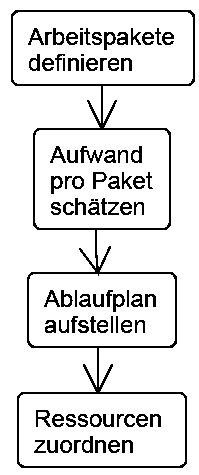 Arbeitspakete
definieren
Aufwand
pro Paket
schätzen
Ablaufplan
aufstellen
Ressourcen
zuordnen